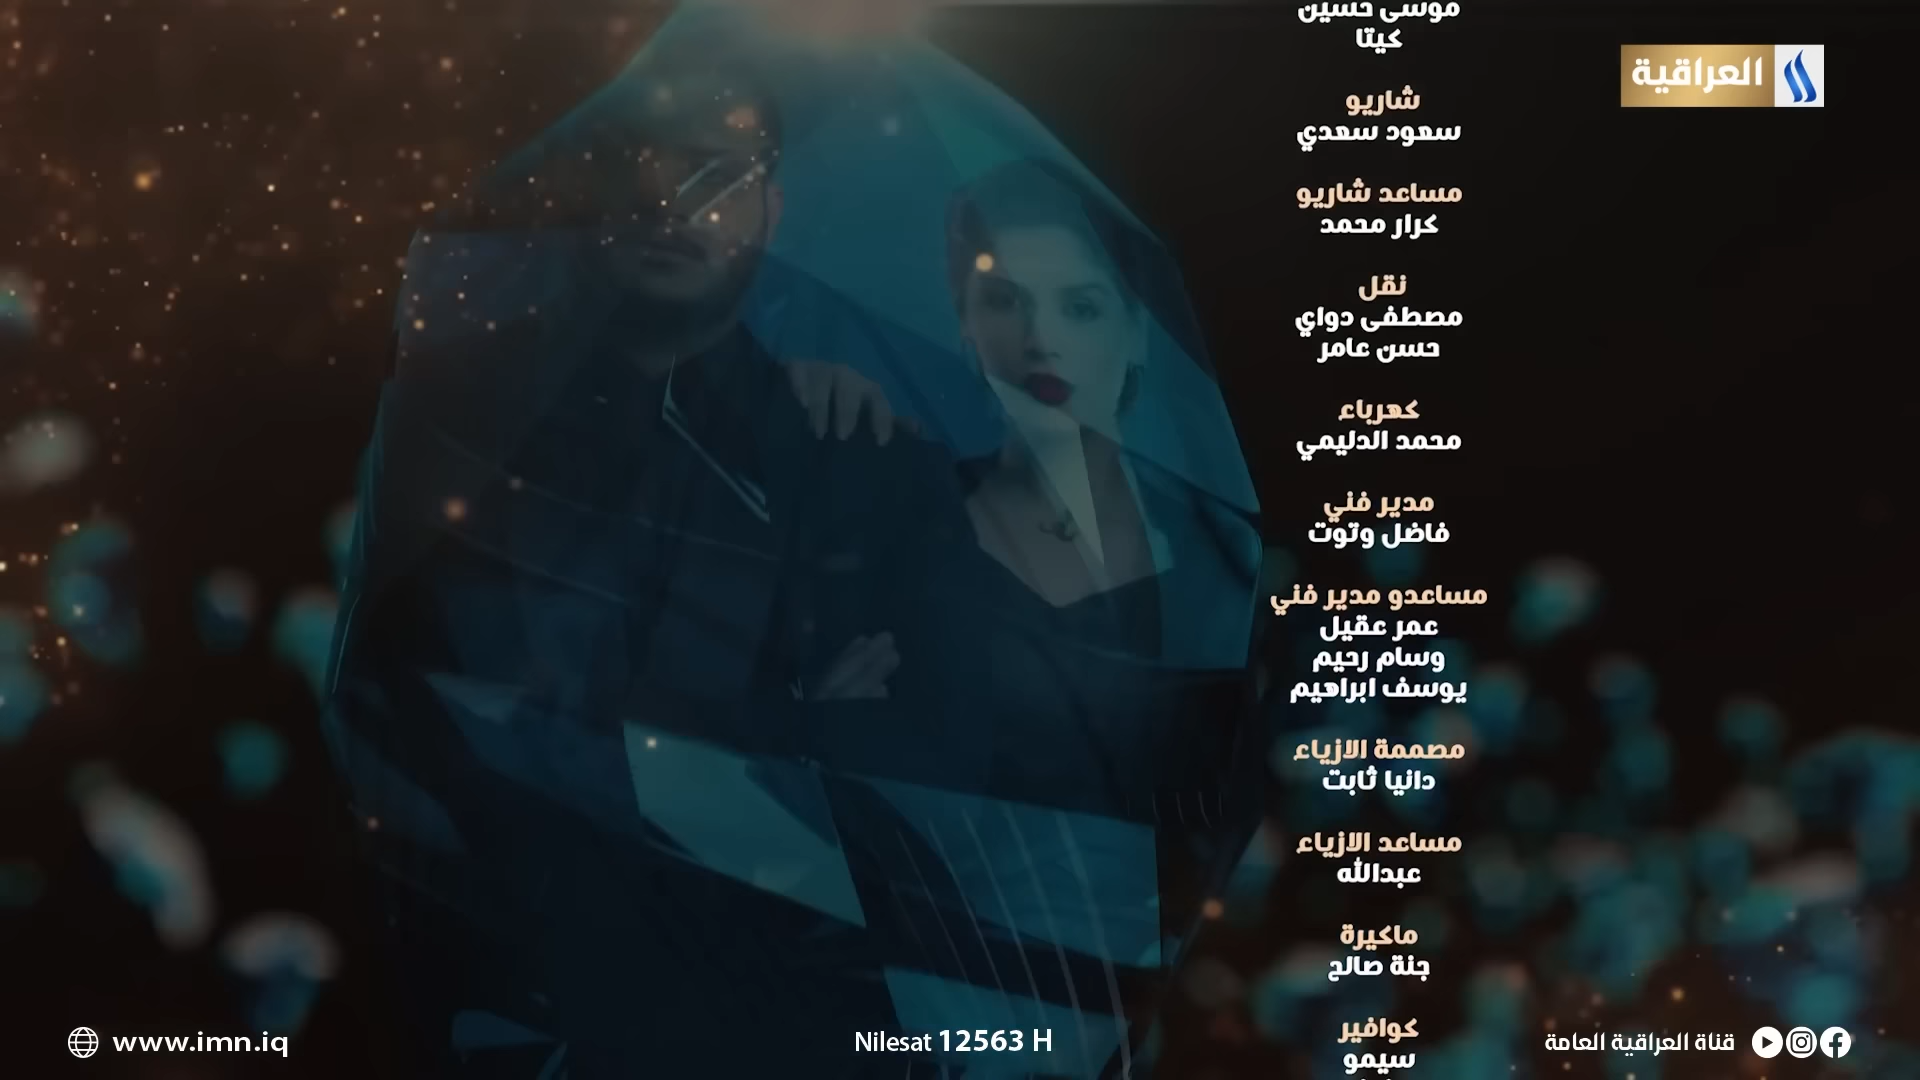 موسى حسين
كيتا
العراقية
شاريو
سعود سعدي
مساعد شاريو
كرار محمد
نقل
مصطفى دواي
حسن عامر
كهرباء
محمد الدليمي
مدير فني
فاضل وتوت
مساعدو مدير فني
عمر عقيل
وسام رحيم
يوسف ابراهيم
مصممة الازياء
دانيا ثابت
مساعد الازياء
عبدالله
ماكيرة
جنة صالح
كوافير
سيمو
www.imn.iq
Nilesat 12563 H
قناة العراقية العامة